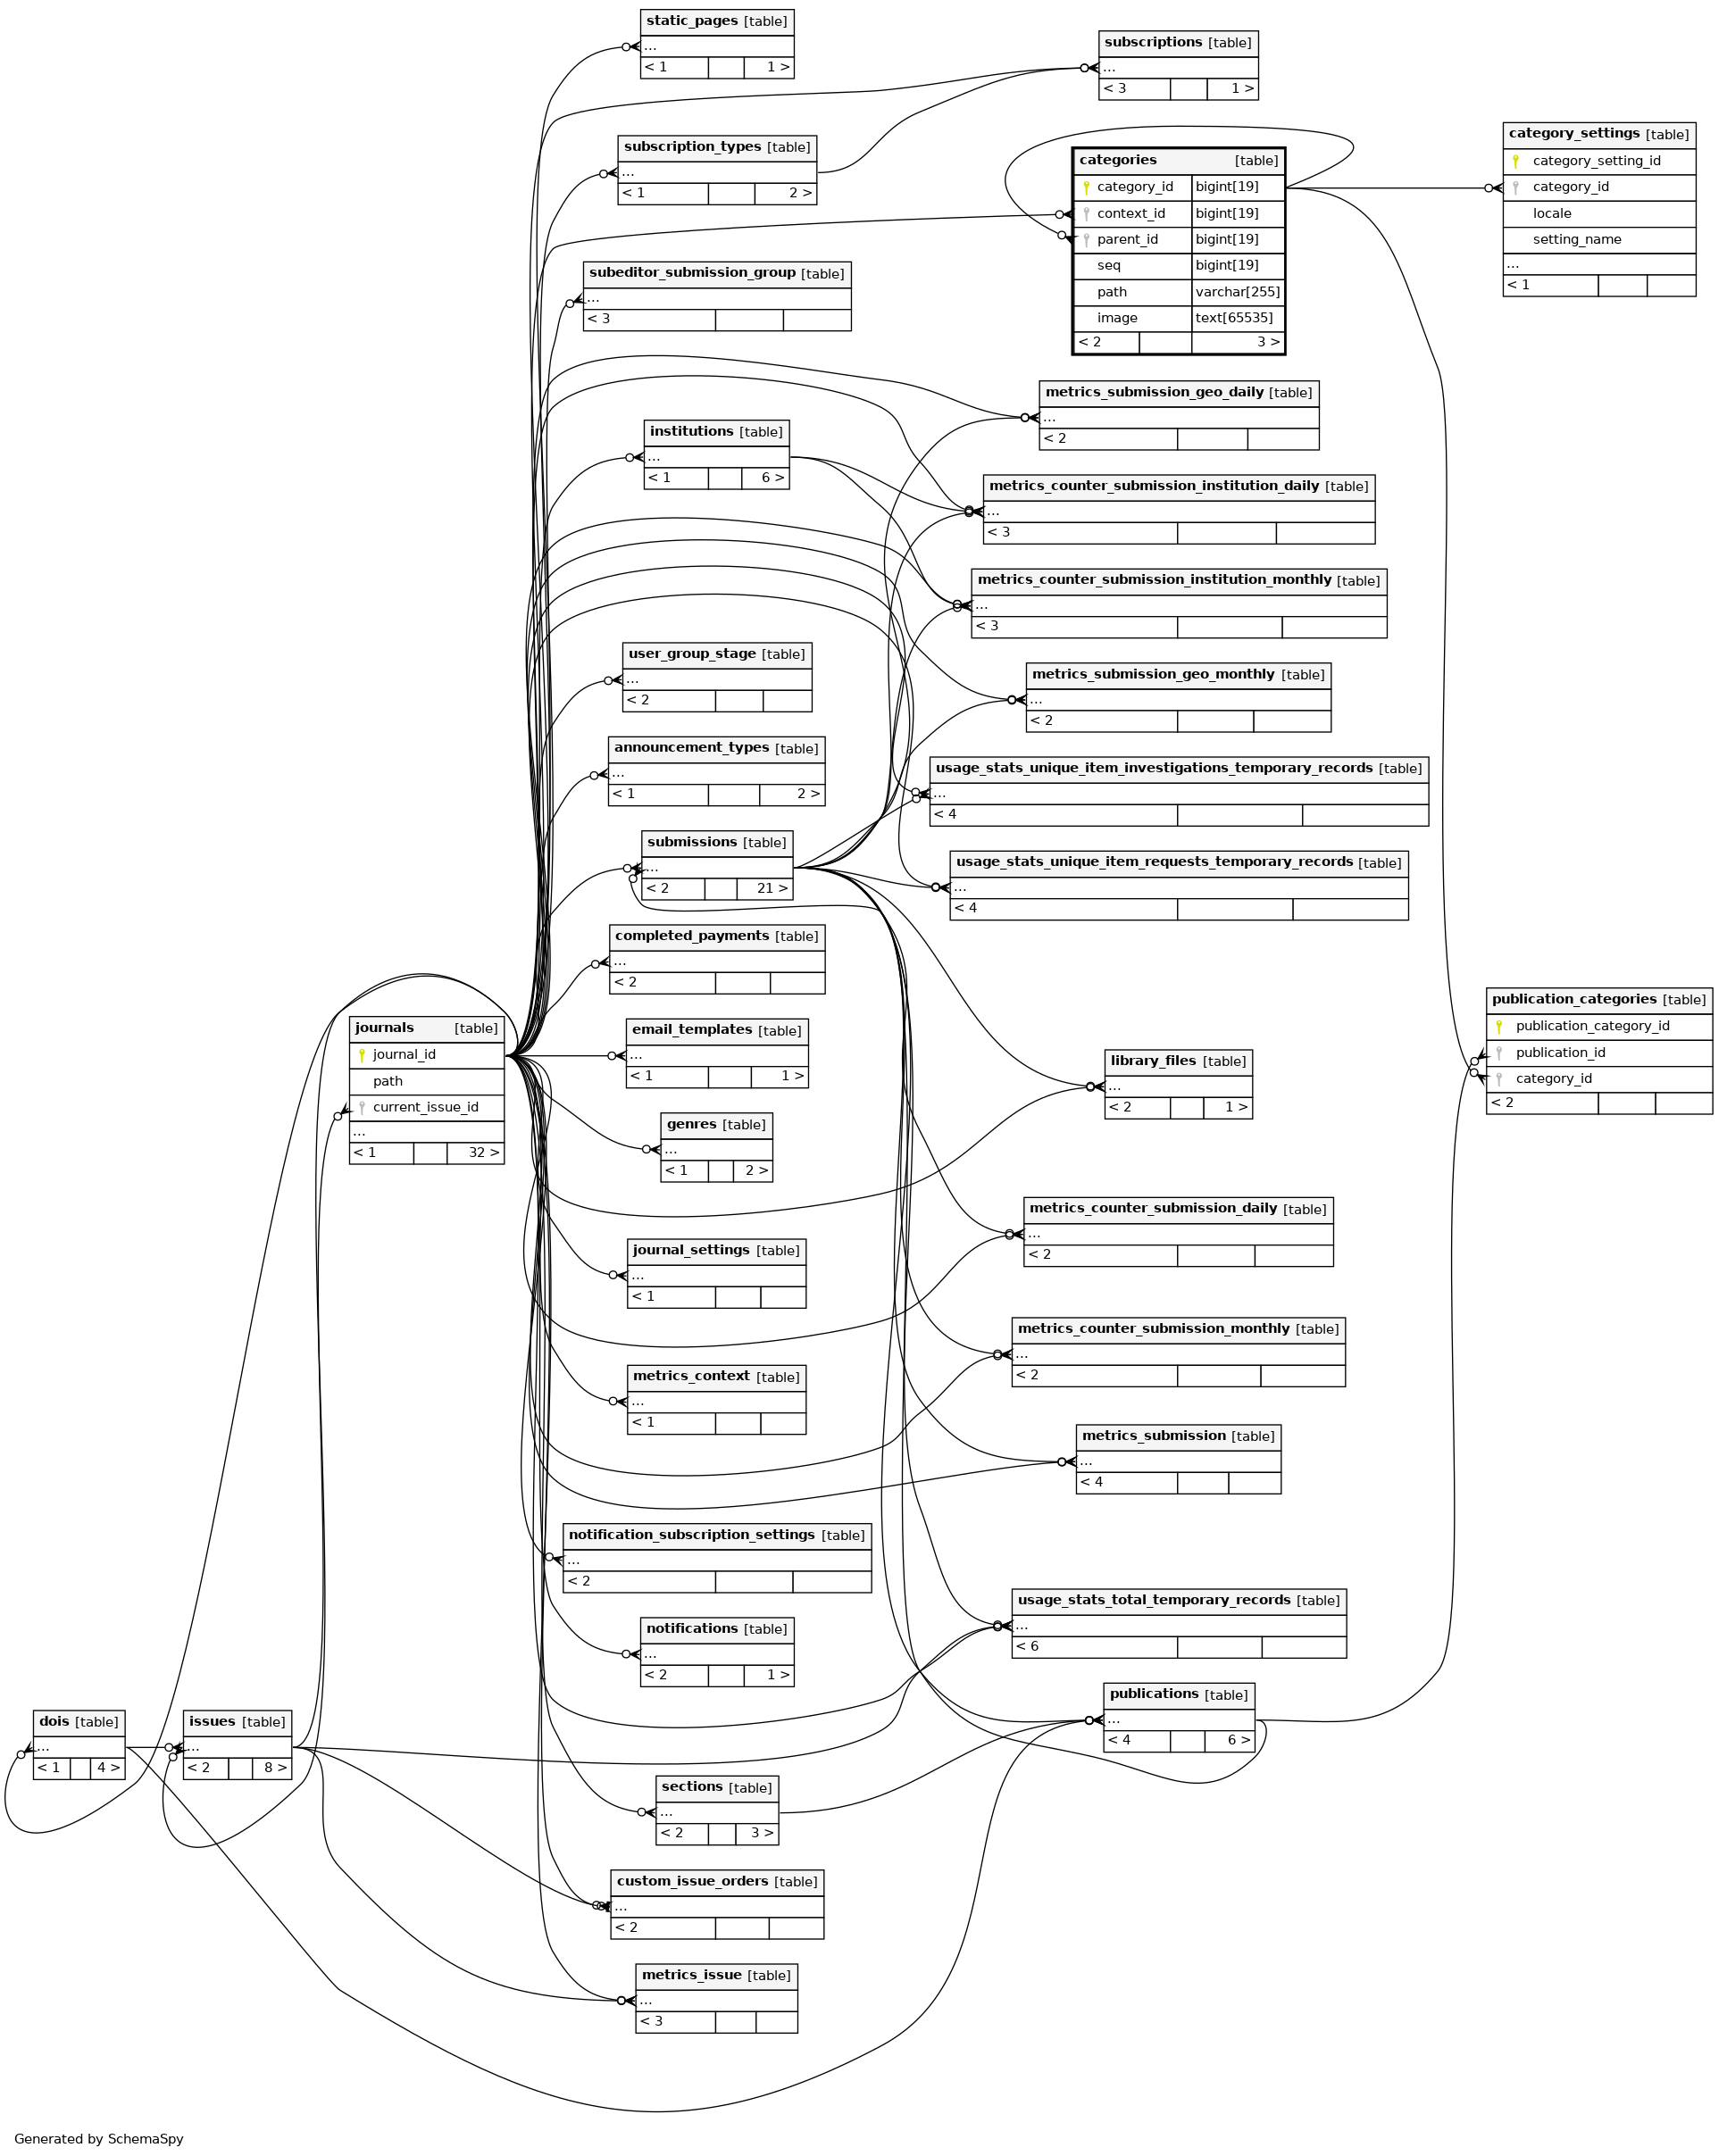 static_pages [table]
...
< 1 1 >
subscriptions [table]
...
< 3 1 >
subscription_types [table]
...
< 1 2 >
categories [table]
category_id bigint[19]
context_id bigint[19]
parent_id bigint[19]
seq bigint[19]
path varchar[255]
image text[65535]
< 2 3 >
category_settings [table]
category_setting_id
category_id
locale
setting_name
...
< 1
subeditor_submission_group [table]
...
< 3
metrics_submission_geo_daily [table]
...
< 2
institutions [table]
...
< 1 6 >
metrics_counter_submission_institution_daily [table]
...
< 3
metrics_counter_submission_institution_monthly [table]
...
< 3
user_group_stage [table]
...
< 2
metrics_submission_geo_monthly [table]
...
< 2
announcement_types [table]
...
< 1 2 >
usage_stats_unique_item_investigations_temporary_records [table]
...
< 4
submissions [table]
...
< 2 21 >
usage_stats_unique_item_requests_temporary_records [table]
...
< 4
completed_payments [table]
...
< 2
journals [table]
journal_id
path
current_issue_id
...
< 1 32 >
email_templates [table]
...
< 1 1 >
library_files [table]
...
< 2 1 >
publication_categories [table]
publication_category_id
publication_id
category_id
< 2
genres [table]
...
< 1 2 >
metrics_counter_submission_daily [table]
...
< 2
journal_settings [table]
...
< 1
metrics_counter_submission_monthly [table]
...
< 2
metrics_context [table]
...
< 1
metrics_submission [table]
...
< 4
notification_subscription_settings [table]
...
< 2
usage_stats_total_temporary_records [table]
...
< 6
notifications [table]
...
< 2 1 >
publications [table]
...
< 4 6 >
dois [table]
...
< 1 4 >
issues [table]
...
< 2 8 >
sections [table]
...
< 2 3 >
custom_issue_orders [table]
...
< 2
metrics_issue [table]
...
< 3
Generated by SchemaSpy